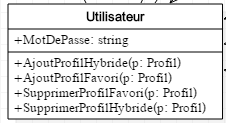 Utilisateur
+MotDePasse: string
+AjoutProfilHybride(p: Profil)
+AjoutProfilFavori(p: Profil)
+SupprimerProfilFavori(p: Profil)
+SupprimerProfilHybride(p: Profil)